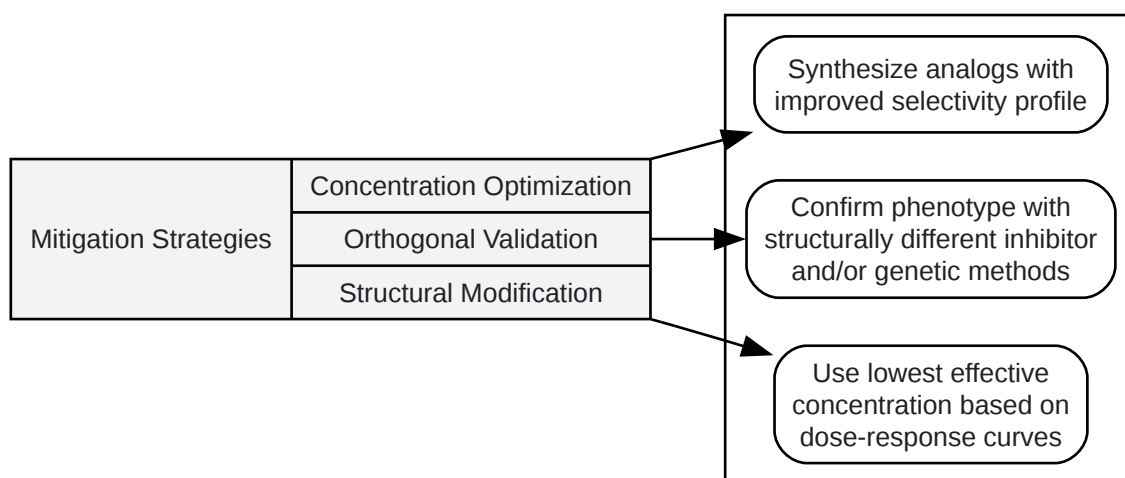 Mitigation Strategies
Concentration Optimization
Orthogonal Validation
Structural Modification
Synthesize analogs with
improved selectivity profile
Confirm phenotype with
structurally different inhibitor
and/or genetic methods
Use lowest effective
concentration based on
dose-response curves